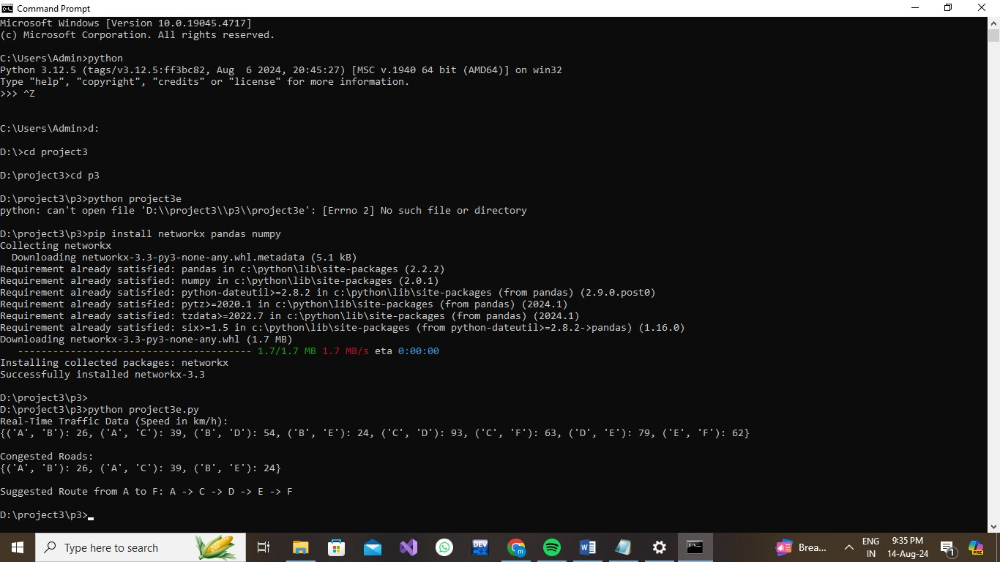 Command Prompt
Microsoft Windows [Version 10.0.19045.4717]
(c) Microsoft Corporation. All rights reserved.
C:\Users\Admin>python
Python 3.12.5 (tags/v3.12.5:ff3bc82, Aug  6 2024, 20:45:27) [MSC v.1940 64 bit (AMD64)] on win32
Type "help", "copyright", "credits" or "license" for more information.
>>> ^Z
C:\Users\Admin>d:
D:\>cd project3
D:\project3>cd p3
D:\project3\p3>python project3e
python: can't open file 'D:\\project3\\p3\\project3e': [Errno 2] No such file or directory
D:\project3\p3>pip install networkx pandas numpy
Collecting networkx
  Downloading networkx-3.3-py3-none-any.whl.metadata (5.1 kB)
Requirement already satisfied: pandas in c:\python\lib\site-packages (2.2.2)
Requirement already satisfied: numpy in c:\python\lib\site-packages (2.0.1)
Requirement already satisfied: python-dateutil>=2.8.2 in c:\python\lib\site-packages (from pandas) (2.9.0.post0)
Requirement already satisfied: pytz>=2020.1 in c:\python\lib\site-packages (from pandas) (2024.1)
Requirement already satisfied: tzdata>=2022.7 in c:\python\lib\site-packages (from pandas) (2024.1)
Requirement already satisfied: six>=1.5 in c:\python\lib\site-packages (from python-dateutil>=2.8.2->pandas) (1.16.0)
Downloading networkx-3.3-py3-none-any.whl (1.7 MB)
   ---------------------------------------- 1.7/1.7 MB 1.7 MB/s eta 0:00:00
Installing collected packages: networkx
Successfully installed networkx-3.3
D:\project3\p3>
D:\project3\p3>python project3e.py
Real-Time Traffic Data (Speed in km/h):
{('A', 'B'): 26, ('A', 'C'): 39, ('B', 'D'): 54, ('B', 'E'): 24, ('C', 'D'): 93, ('C', 'F'): 63, ('D', 'E'): 79, ('E', 'F'): 62}
Congested Roads:
{('A', 'B'): 26, ('A', 'C'): 39, ('B', 'E'): 24}
Suggested Route from A to F: A -> C -> D -> E -> F
D:\project3\p3>
Type here to search
DEV
Brea...
ENG
IN
9:35 PM
14-Aug-24
1
PRE